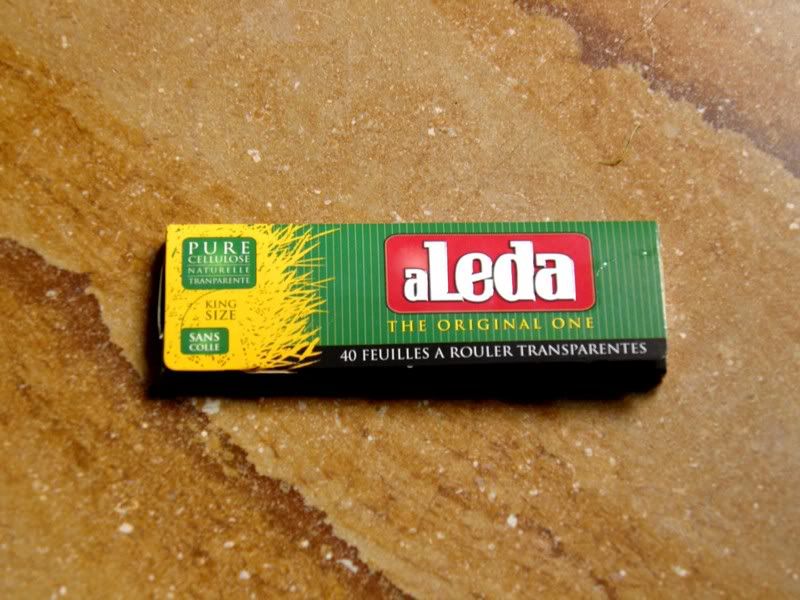 PURE
CELLULOSE
NATURELLE
TRANPARENTE
KING
SIZE
SANS
COLLE
aLeda
THE ORIGINAL ONE
40 FEUILLES A ROULER TRANSPARENTES